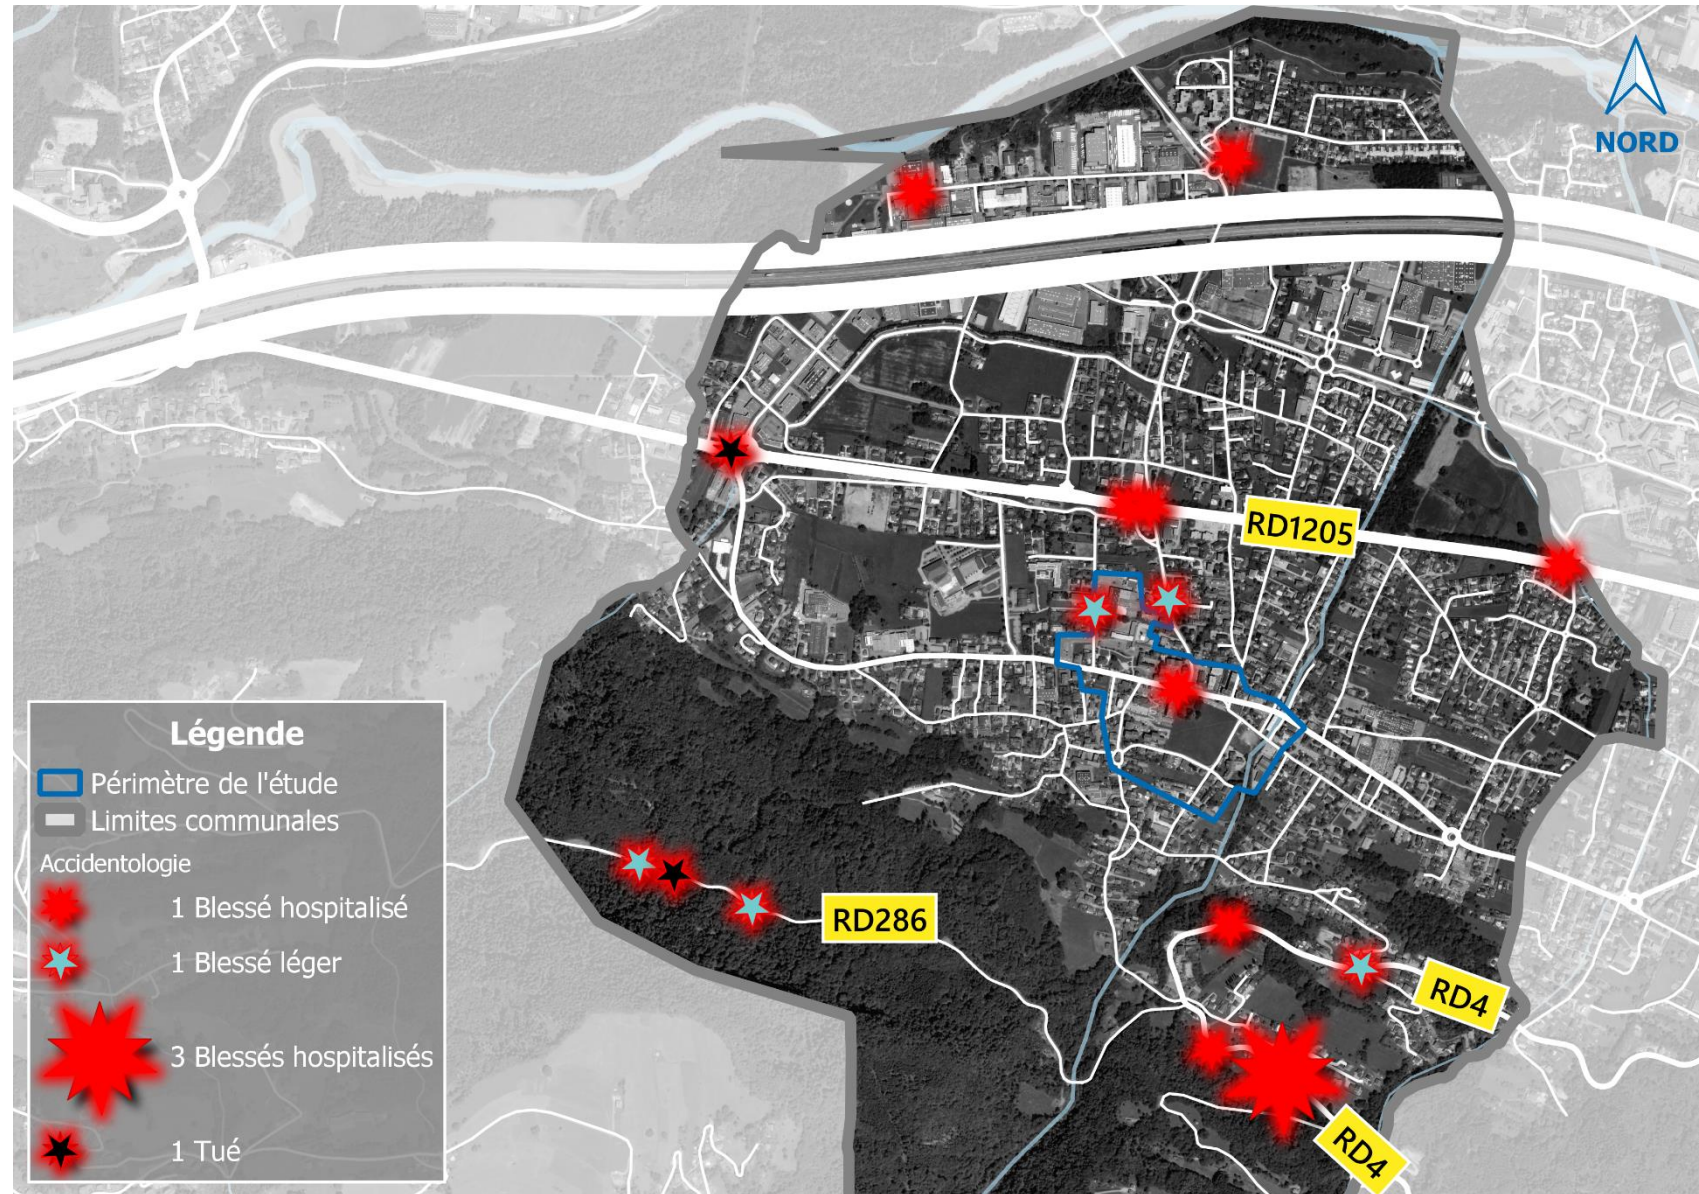 NORD
RD1205
Légende
Périmètre de l'étude
Limites communales
Accidentologie
1 Blessé hospitalisé
1 Blessé léger
3 Blessés hospitalisés
1 Tué
RD286
RD4
RD4